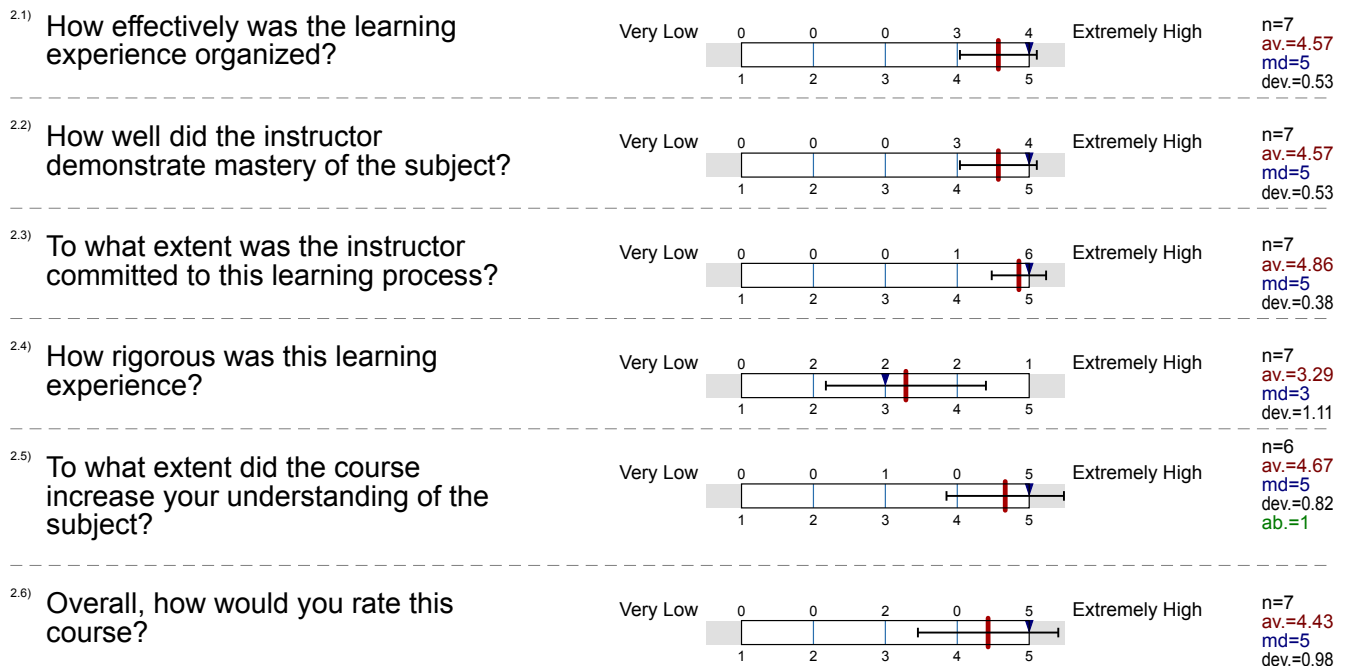 2.1) How effectively was the learning
experience organized?
Very Low
0 0 0 3 4
1 2 3 4 5
Extremely High
n=7
av.=4.57
md=5
dev.=0.53
2.2) How well did the instructor
demonstrate mastery of the subject?
Very Low
0 0 0 3 4
1 2 3 4 5
Extremely High
n=7
av.=4.57
md=5
dev.=0.53
2.3) To what extent was the instructor
committed to this learning process?
Very Low
0 0 0 1 6
1 2 3 4 5
Extremely High
n=7
av.=4.86
md=5
dev.=0.38
2.4) How rigorous was this learning
experience?
Very Low
0 2 2 2 1
1 2 3 4 5
Extremely High
n=7
av.=3.29
md=3
dev.=1.11
2.5) To what extent did the course
increase your understanding of the
subject?
Very Low
0 0 1 0 5
1 2 3 4 5
Extremely High
n=6
av.=4.67
md=5
dev.=0.82
ab.=1
2.6) Overall, how would you rate this
course?
Very Low
0 0 2 0 5
1 2 3 4 5
Extremely High
n=7
av.=4.43
md=5
dev.=0.98